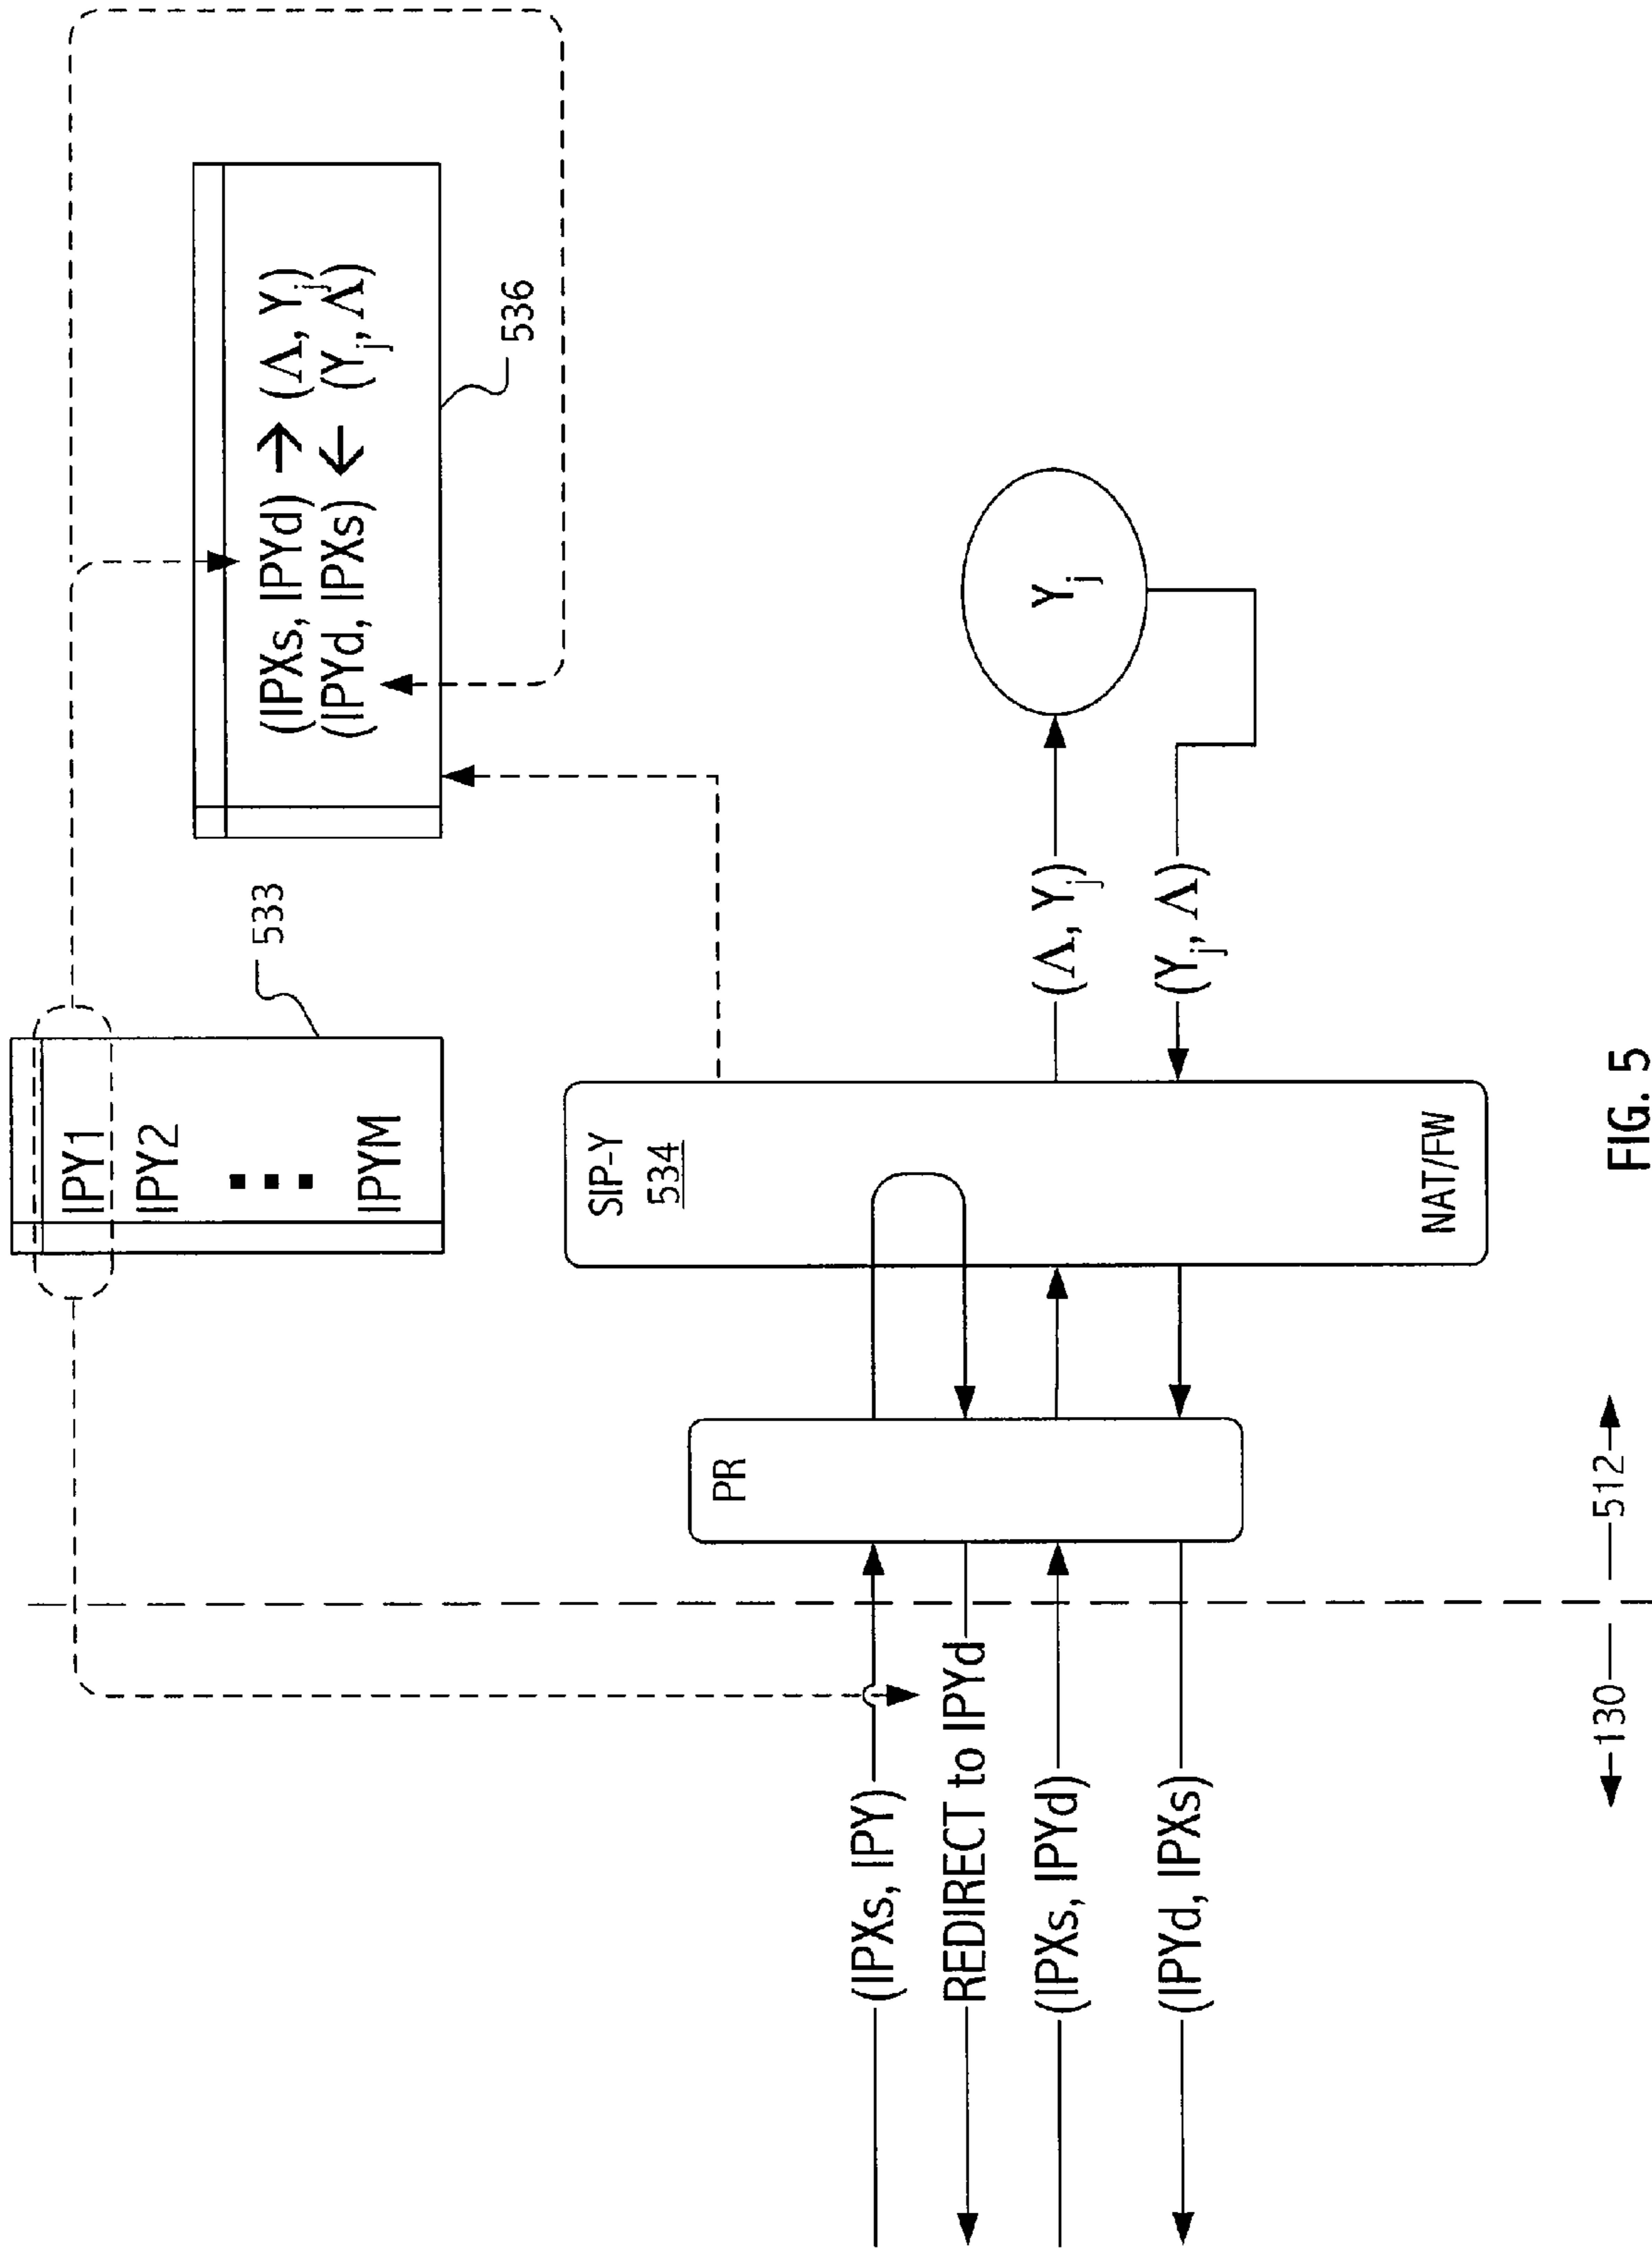 IPY1
IPY2
IPYM
533
(IPXs, IPYd) → (Λ, Yj)
(IPYd, IPXs) ← (Yj, Λ)
536
SIP-Y
534
NAT/FW
PR
(IPXs, IPY)
REDIRECT to IPYd
(IPXs, IPYd)
(IPYd, IPXs)
(Λ, Yj)
(Yj, Λ)
Yj
130
512
FIG. 5